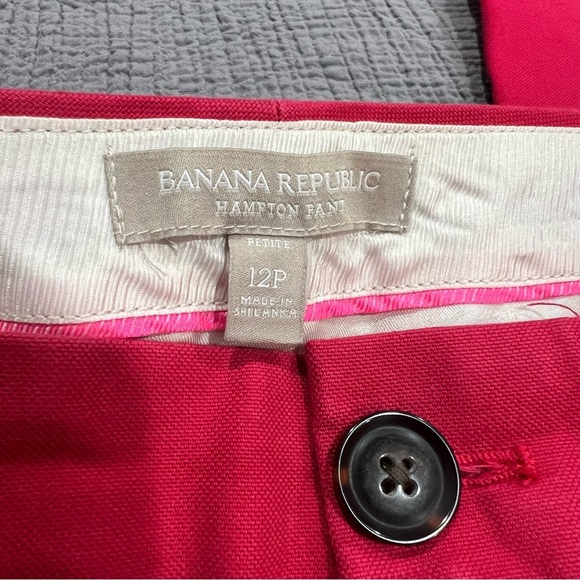 BANANA REPUBLIC
HAMPTON PANT
PETITE
12P
MADE IN
SRI LANKA